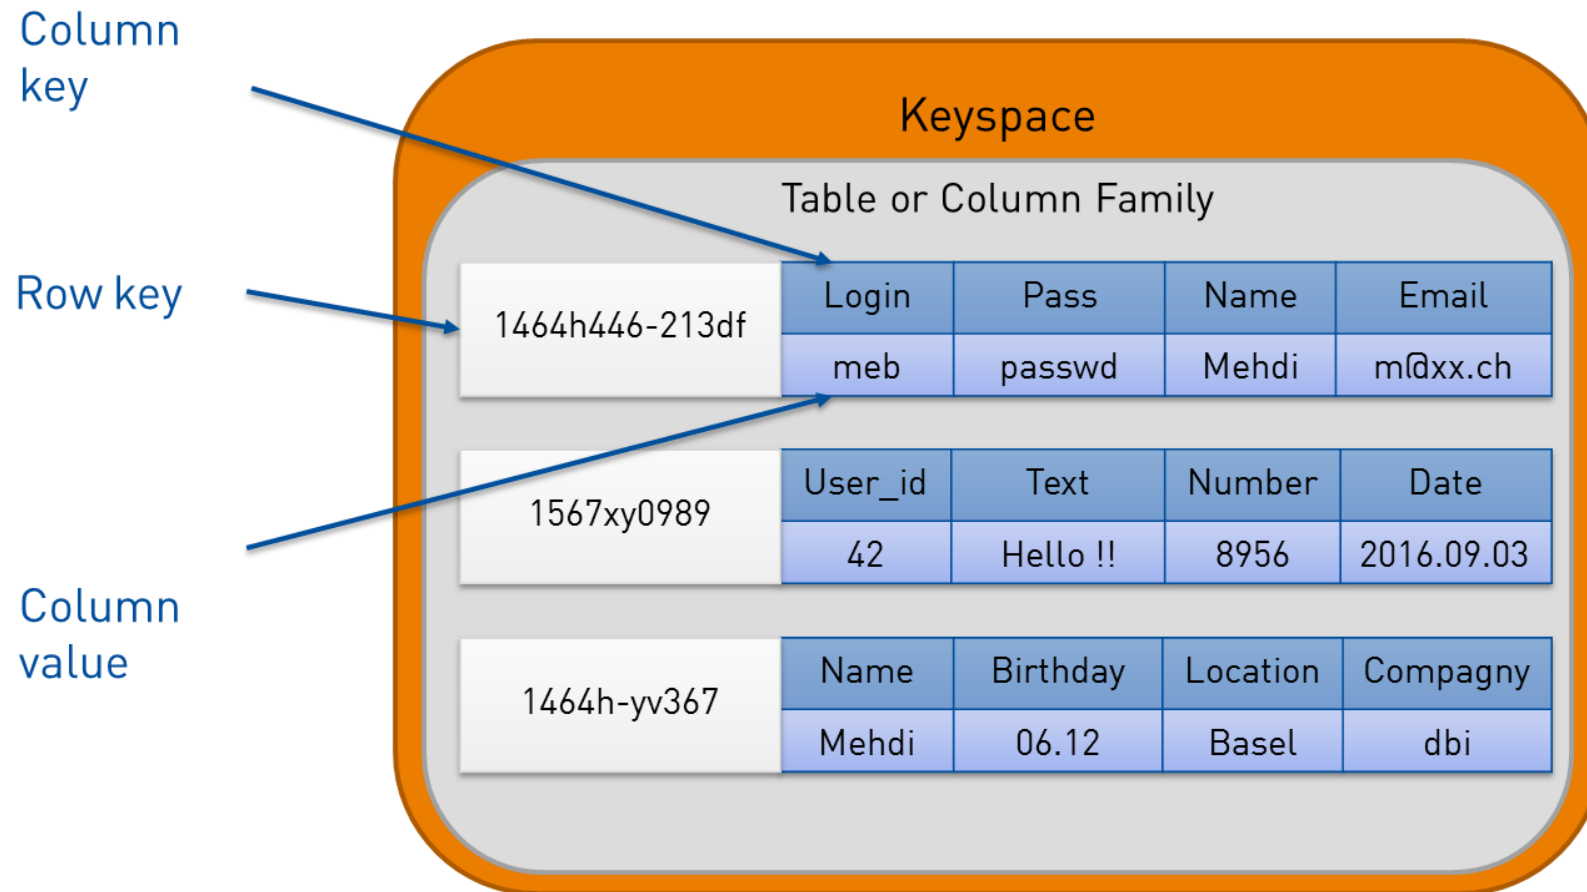 Column
key
Keyspace
Table or Column Family
Row key
1464h446-213df
Login Pass Name Email
meb passwd Mehdi m@xx.ch
1567xy0989
User_id Text Number Date
42 Hello !! 8956 2016.09.03
Column
value
1464h-yv367
Name Birthday Location Compagny
Mehdi 06.12 Basel dbi